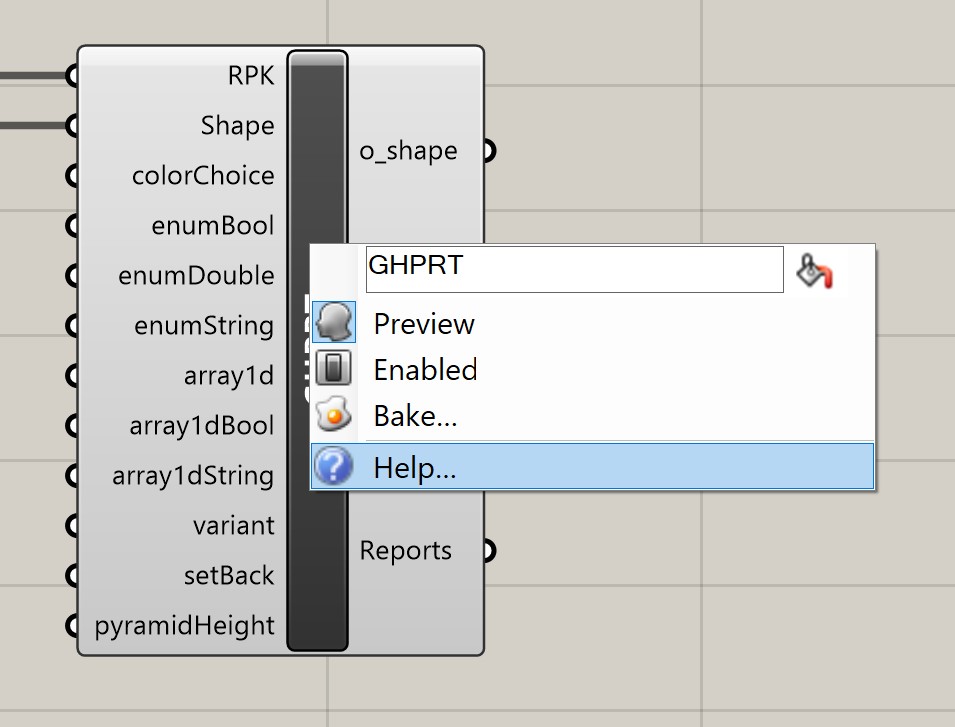 RPK
Shape
colorChoice
enumBool
enumDouble
enumString
array1d
array1dBool
array1dString
variant
setBack
pyramidHeight
o_shape
Reports
GHPRT
Preview
Enabled
Bake...
Help...